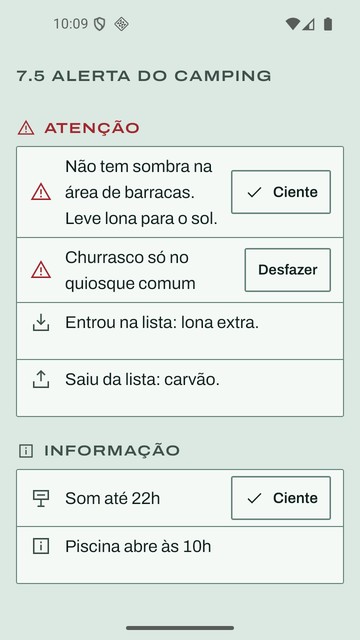 10:09
7.5 ALERTA DO CAMPING
ATENÇÃO
Não tem sombra na
área de barracas.
Leve lona para o sol.
Ciente
Churrasco só no
quiosque comum
Desfazer
Entrou na lista: lona extra.
Saiu da lista: carvão.
INFORMAÇÃO
Som até 22h
Ciente
Piscina abre às 10h